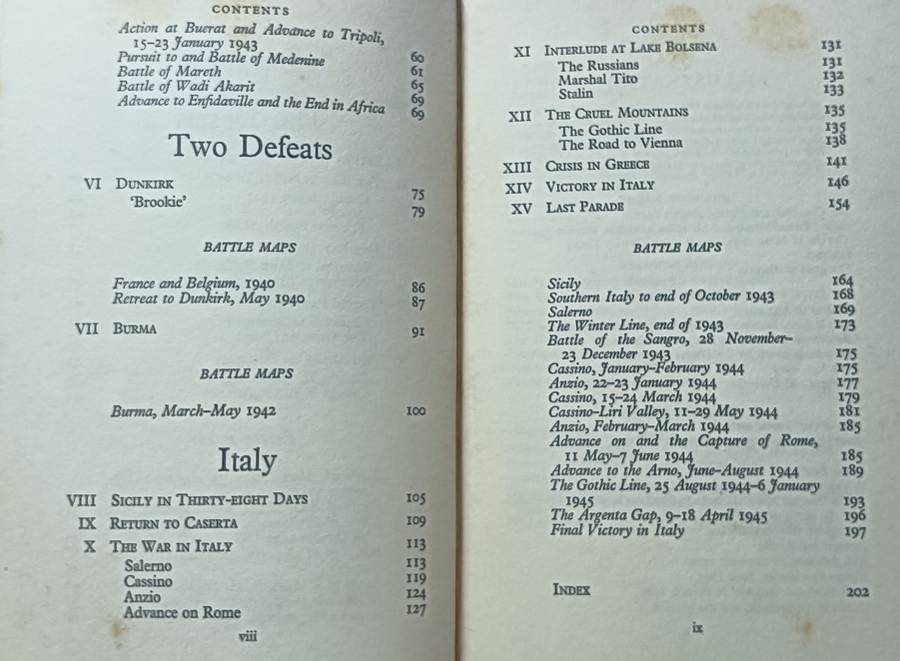 CONTENTS
Action at Buerat and Advance to Tripoli,
15–23 January 1943 60
Pursuit to and Battle of Medenine 61
Battle of Mareth 65
Battle of Wadi Akarit 69
Advance to Enfidaville and the End in Africa 69
Two Defeats
VI DUNKIRK 75
'Brookie' 79
BATTLE MAPS
France and Belgium, 1940 86
Retreat to Dunkirk, May 1940 87
VII BURMA 91
BATTLE MAPS
Burma, March–May 1942 100
Italy
VIII SICILY IN THIRTY-EIGHT DAYS 105
IX RETURN TO CASERTA 109
X THE WAR IN ITALY 113
Salerno 113
Cassino 119
Anzio 124
Advance on Rome 127
viii
CONTENTS
XI INTERLUDE AT LAKE BOLSENA 131
The Russians 131
Marshal Tito 132
Stalin 133
XII THE CRUEL MOUNTAINS 135
The Gothic Line 135
The Road to Vienna 138
XIII CRISIS IN GREECE 141
XIV VICTORY IN ITALY 146
XV LAST PARADE 154
BATTLE MAPS
Sicily 164
Southern Italy to end of October 1943 168
Salerno 169
The Winter Line, end of 1943 173
Battle of the Sangro, 28 November–
23 December 1943 175
Cassino, January–February 1944 175
Anzio, 22–23 January 1944 177
Cassino, 15–24 March 1944 179
Cassino-Liri Valley, 11–29 May 1944 181
Anzio, February–March 1944 185
Advance on and the Capture of Rome,
11 May–7 June 1944 185
Advance to the Arno, June–August 1944 189
The Gothic Line, 25 August 1944–6 January
1945 193
The Argenta Gap, 9–18 April 1945 196
Final Victory in Italy 197
INDEX 202
ix